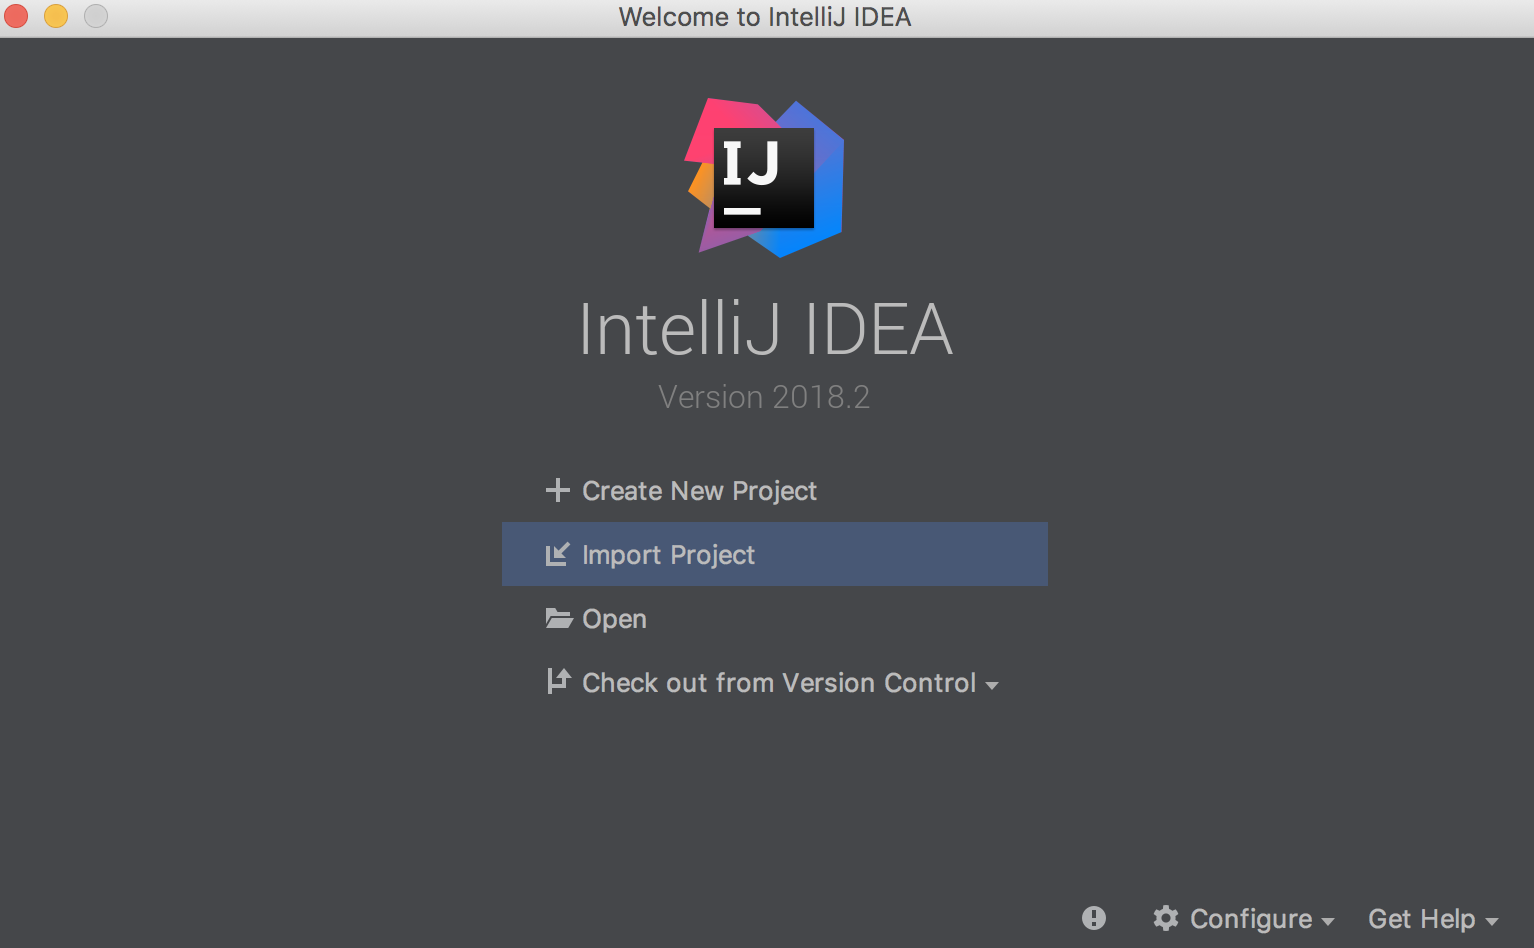 Welcome to IntelliJ IDEA
IJ
IntelliJ IDEA
Version 2018.2
Create New Project
Import Project
Open
Check out from Version Control
Configure
Get Help